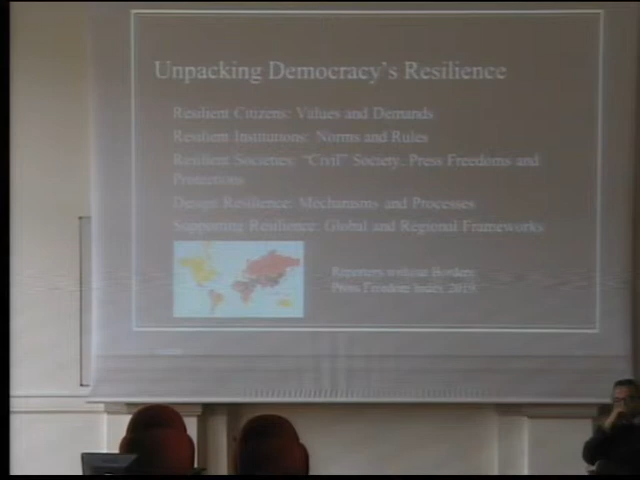 Unpacking Democracy's Resilience
Resilient Citizens: Values and Demands
Resilient Institutions: Norms and Rules
Resilient Societies: "Civil" Society, Press Freedoms and
Protections
Design Resilience: Mechanisms and Processes
Supporting Resilience: Global and Regional Frameworks
Reporters without Borders
Press Freedom Index 2019